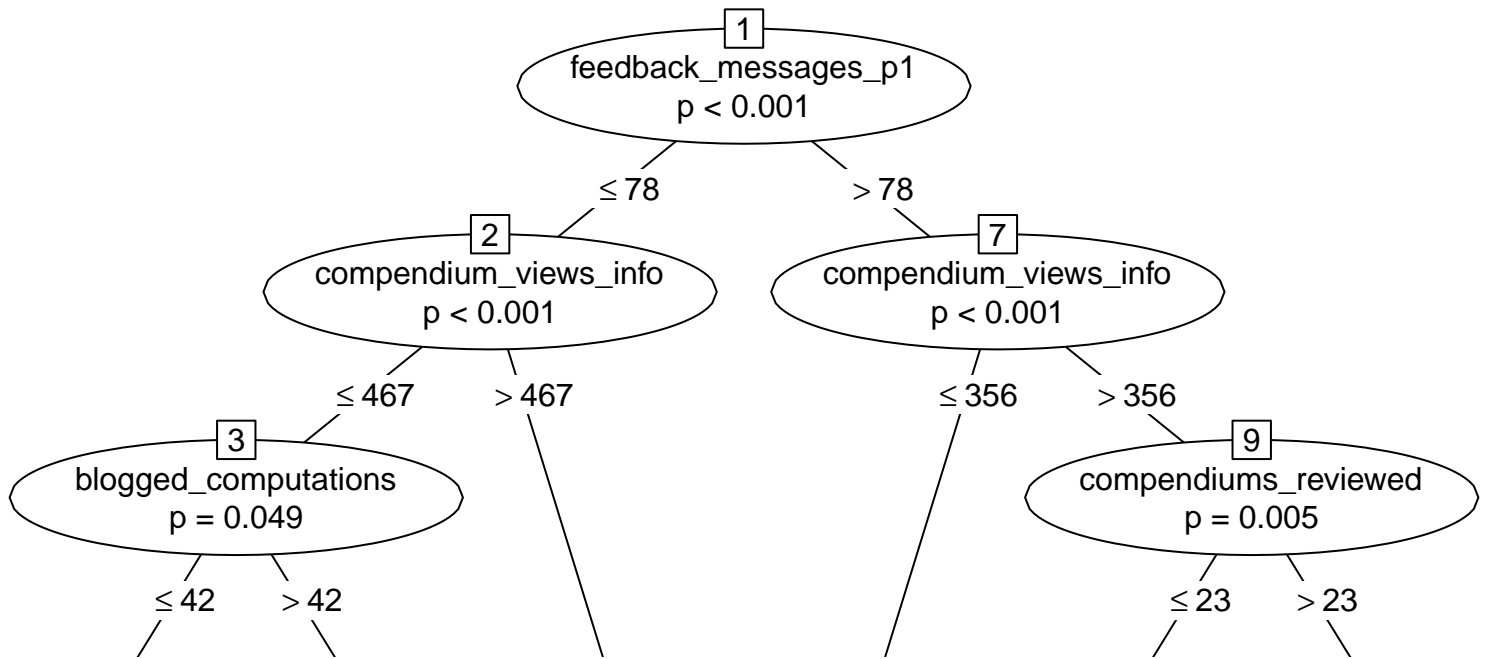 1
feedback_messages_p1
p < 0.001
≤ 78
> 78
2
compendium_views_info
p < 0.001
7
compendium_views_info
p < 0.001
≤ 467
> 467
≤ 356
> 356
3
blogged_computations
p = 0.049
9
compendiums_reviewed
p = 0.005
≤ 42
> 42
≤ 23
> 23